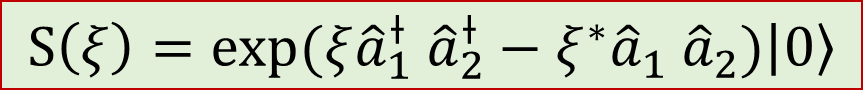 S(ξ) = exp(ξâ₁† â₂† − ξ*â₁ â₂)|0⟩